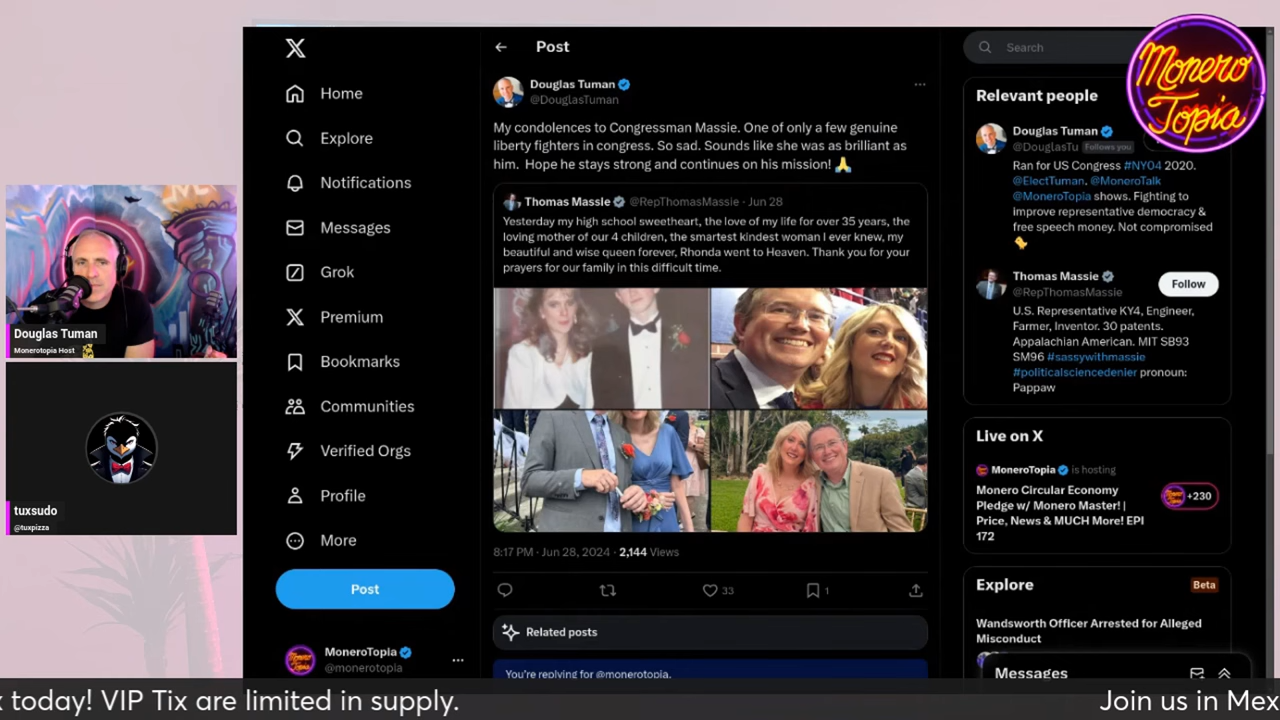 Home
Explore
Notifications
Messages
Grok
Premium
Bookmarks
Communities
Verified Orgs
Profile
More
Post
MoneroTopia
@monerotopia
Post
Douglas Tuman
@DouglasTuman
My condolences to Congressman Massie. One of only a few genuine
liberty fighters in congress. So sad. Sounds like she was as brilliant as
him. Hope he stays strong and continues on his mission! 🙏
Thomas Massie @RepThomasMassie · Jun 28
Yesterday my high school sweetheart, the love of my life for over 35 years, the
loving mother of our 4 children, the smartest kindest woman I ever knew, my
beautiful and wise queen forever, Rhonda went to Heaven. Thank you for your
prayers for our family in this difficult time.
8:17 PM · Jun 28, 2024 · 2,144 Views
33
1
Related posts
You're replying for @monerotopia.
Search
Monero
Topia
Relevant people
Douglas Tuman
@DouglasTu Follows you
Ran for US Congress #NY04 2020.
@ElectTuman. @MoneroTalk
@MoneroTopia shows. Fighting to
improve representative democracy &
free speech money. Not compromised
Thomas Massie
@RepThomasMassie
Follow
U.S. Representative KY4, Engineer,
Farmer, Inventor. 30 patents.
Appalachian American. MIT SB93
SM96 #sassywithmassie
#politicalsciencedenier pronoun:
Pappaw
Live on X
MoneroTopia is hosting
Monero Circular Economy
Pledge w/ Monero Master! |
Price, News & MUCH More! EPI
172
+230
Explore
Beta
Wandsworth Officer Arrested for Alleged
Misconduct
Messages
Douglas Tuman
Monerotopia Host
tuxsudo
@tuxpizza
x today! VIP Tix are limited in supply.
Join us in Mex